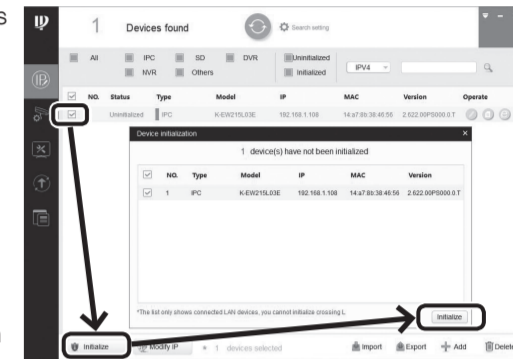 IP
1 Devices found
Search setting
All IPC SD DVR Uninitialized
NVR Others Initialized
IPV4
NO. Status Type Model IP MAC Version Operate
Uninitialized IPC K-EW215L03E 192.168.1.108 14:a7:8b:38:46:56 2.622.00PS000.0.T
Device initialization ×
1 device(s) have not been initialized
NO. Type Model IP MAC Version
1 IPC K-EW215L03E 192.168.1.108 14:a7:8b:38:46:56 2.622.00PS000.0.T
*The list only shows connected LAN devices, you cannot initialize crossing L
Initialize
Initialize Modify IP 1 devices selected Import Export Add Delete